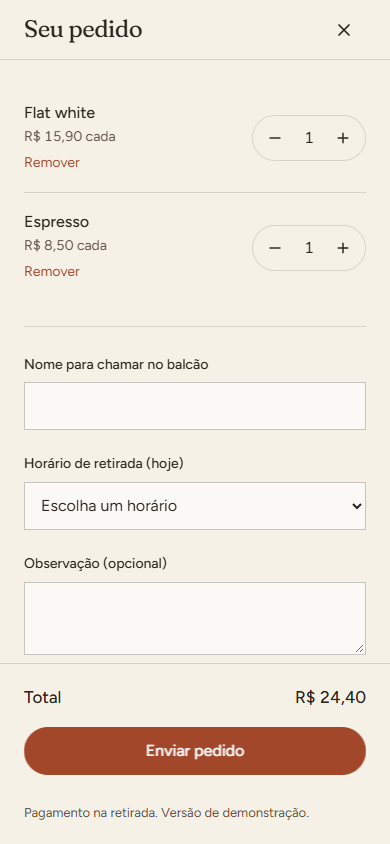 Seu pedido
Flat white
R$ 15,90 cada
Remover
1
Espresso
R$ 8,50 cada
Remover
1
Nome para chamar no balcão
Horário de retirada (hoje)
Escolha um horário
Observação (opcional)
Total R$ 24,40
Enviar pedido
Pagamento na retirada. Versão de demonstração.